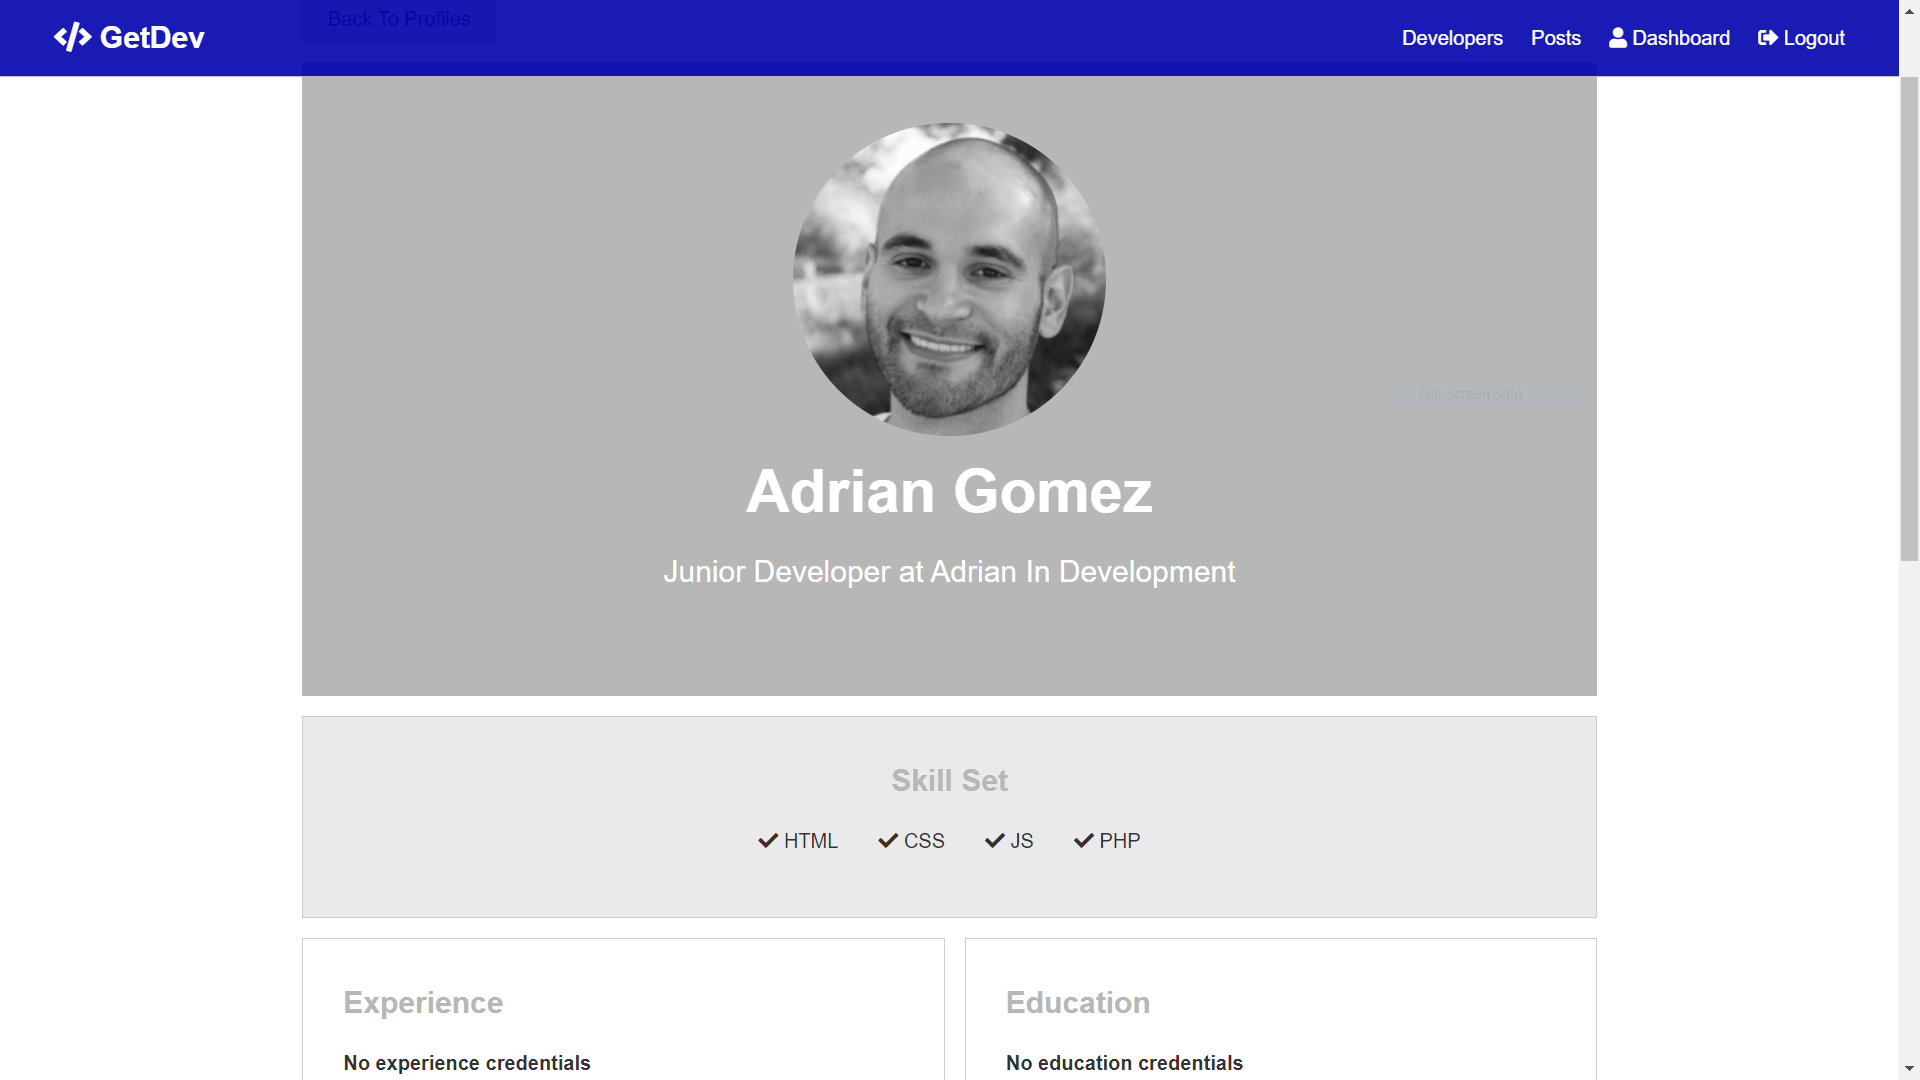 Back To Profiles
GetDev
Developers Posts Dashboard Logout
Full-screen Snip
Adrian Gomez
Junior Developer at Adrian In Development
Skill Set
HTML CSS JS PHP
Experience
No experience credentials
Education
No education credentials